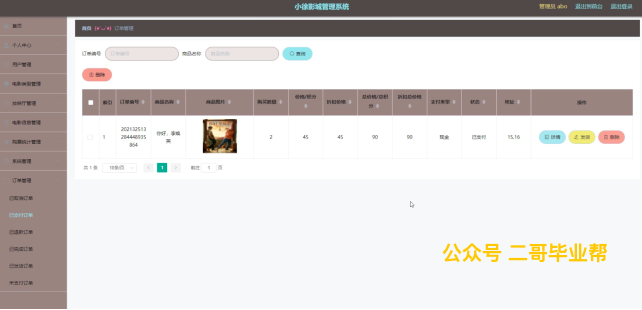 小徐影城管理系统
管理员 abo 退出到前台 退出登录
首页 (●'◡'●) 订单管理
首页
个人中心
用户管理
电影类型管理
放映厅管理
电影信息管理
购票统计管理
系统管理
订单管理
已取消订单
已支付订单
已退款订单
已完成订单
已发货订单
未支付订单
订单编号 订单编号 商品名称 商品名称 查询
删除
索引 订单编号 商品名称 商品图片 购买数量 价格/积分 折扣价格 总价格/总积分 折扣总价格 支付类型 状态 地址 操作
1 202132513284448935864 你好，李焕英 2 45 45 90 90 现金 已支付 15,16 详情 发货 删除
共 1 条 10条/页 1 前往 1 页
公众号 二哥毕业帮